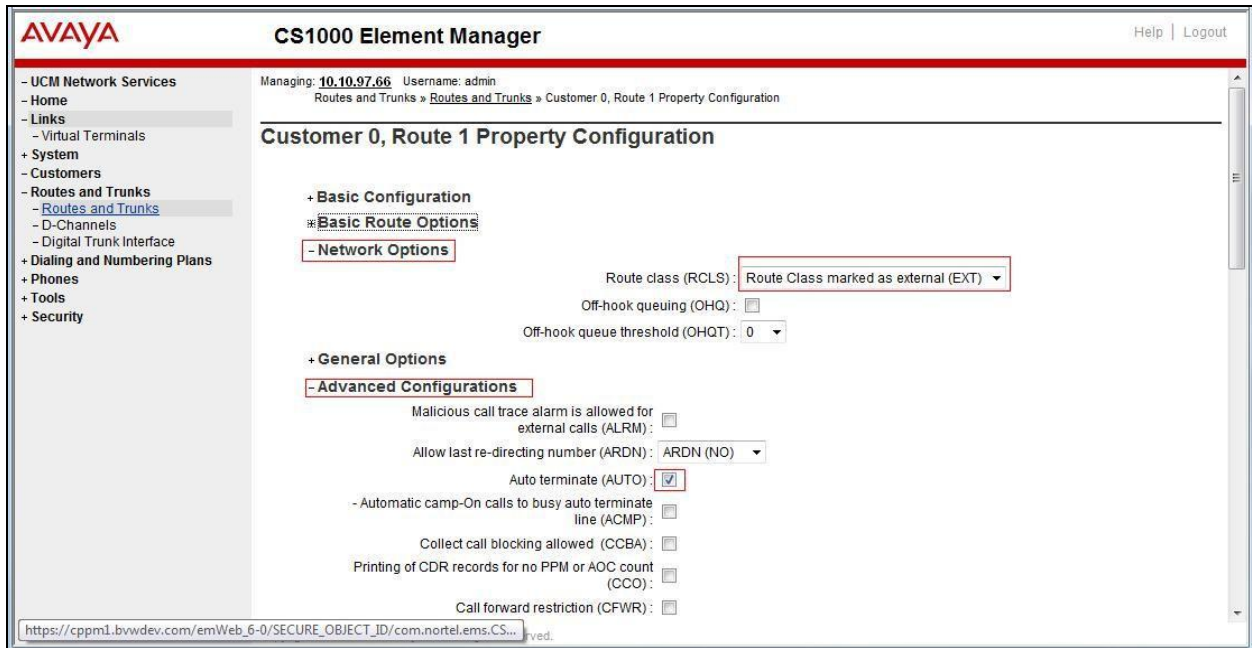 AVAYA
CS1000 Element Manager
Help | Logout
- UCM Network Services
- Home
- Links
- Virtual Terminals
+ System
- Customers
- Routes and Trunks
- Routes and Trunks
- D-Channels
- Digital Trunk Interface
+ Dialing and Numbering Plans
+ Phones
+ Tools
+ Security
Managing: 10.10.97.66 Username: admin
Routes and Trunks » Routes and Trunks » Customer 0, Route 1 Property Configuration
Customer 0, Route 1 Property Configuration
+ Basic Configuration
+ Basic Route Options
- Network Options
Route class (RCLS) : Route Class marked as external (EXT)
Off-hook queuing (OHQ) :
Off-hook queue threshold (OHQT) : 0
+ General Options
- Advanced Configurations
Malicious call trace alarm is allowed for
external calls (ALRM) :
Allow last re-directing number (ARDN) : ARDN (NO)
Auto terminate (AUTO) :
- Automatic camp-On calls to busy auto terminate
line (ACMP) :
Collect call blocking allowed (CCBA) :
Printing of CDR records for no PPM or AOC count
(CCO) :
Call forward restriction (CFWR) :
https://cppm1.bvwdev.com/emWeb_6-0/SECURE_OBJECT_ID/com.nortel.ems.CS...